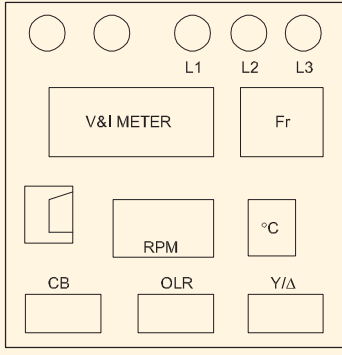 L1 L2 L3
V&I METER Fr
RPM °C
CB OLR Y/Δ